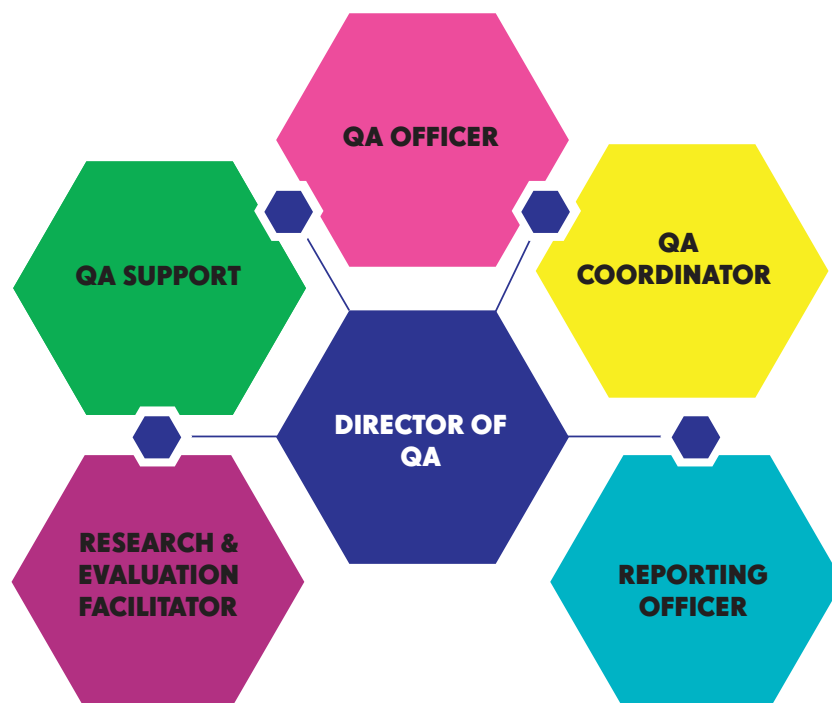 QA OFFICER
QA SUPPORT
QA
COORDINATOR
DIRECTOR OF
QA
RESEARCH &
EVALUATION
FACILITATOR
REPORTING
OFFICER